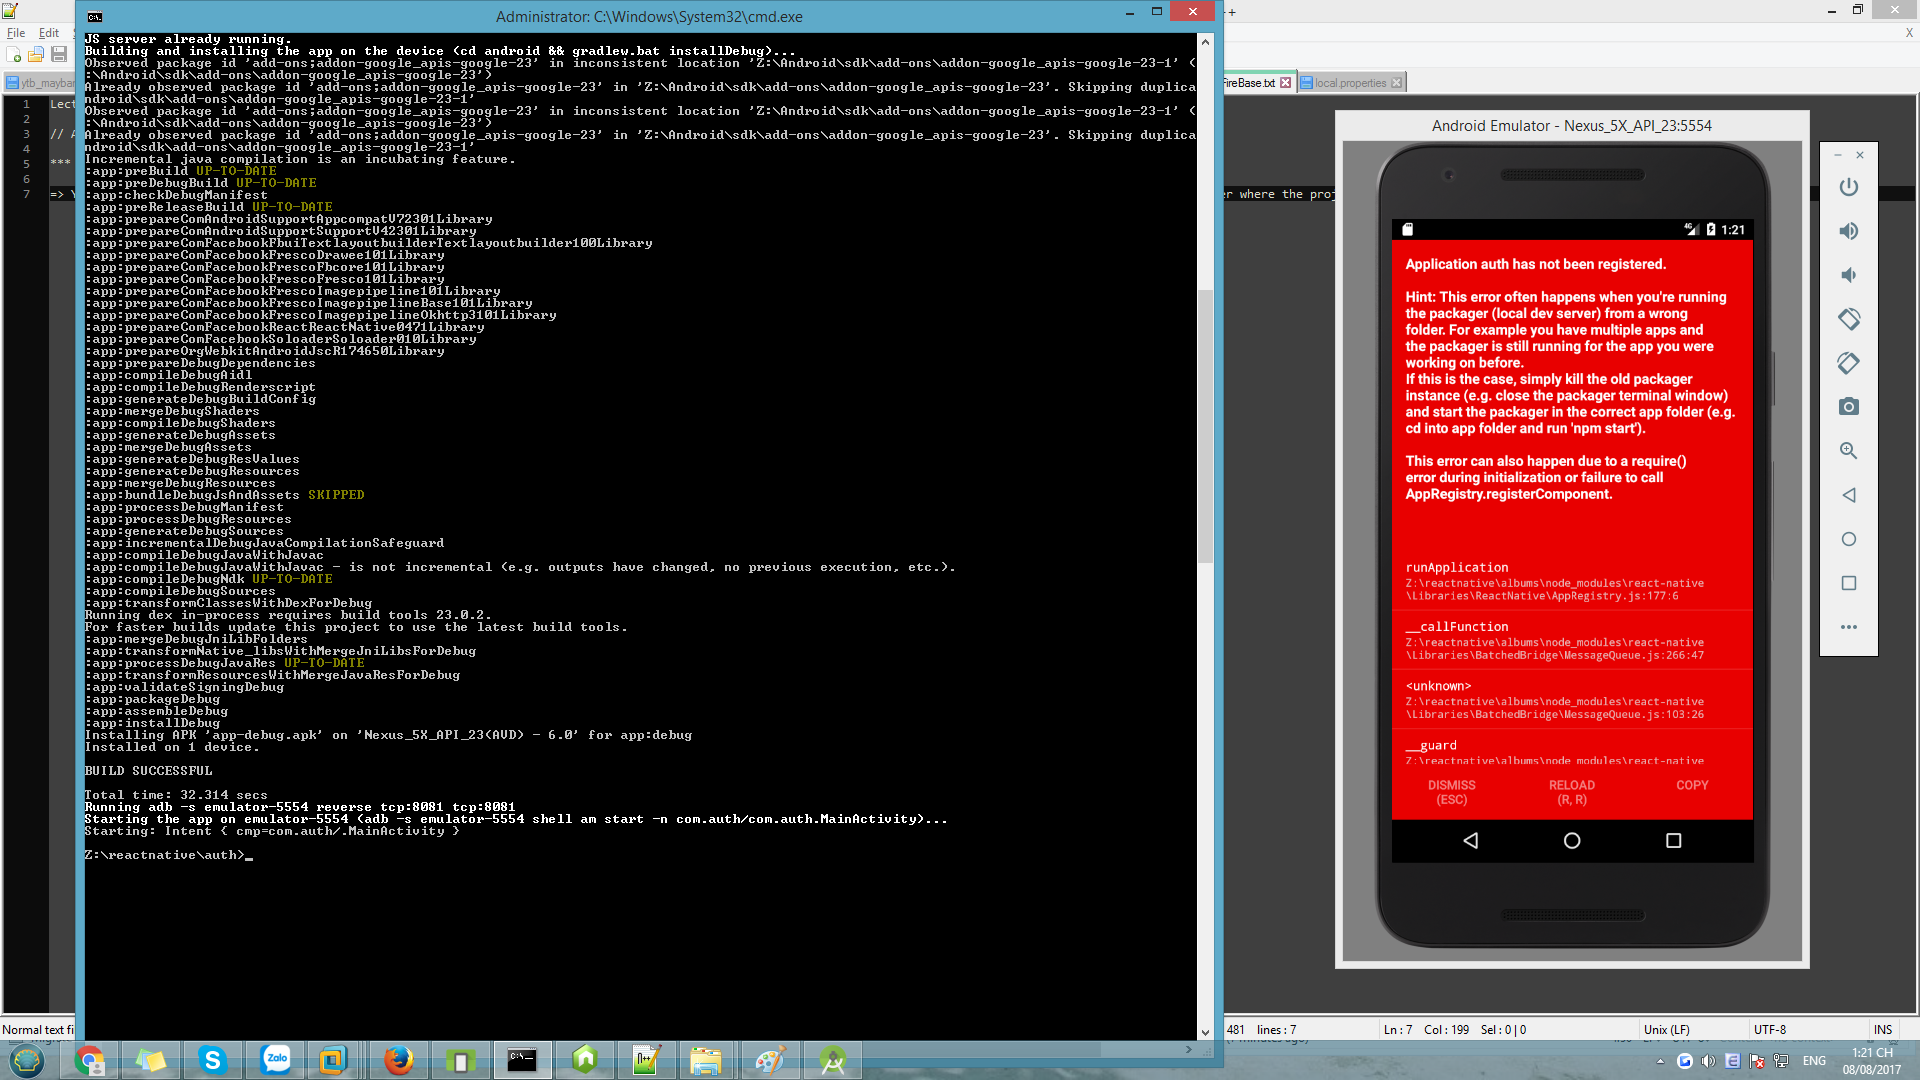 Administrator: C:\Windows\System32\cmd.exe
File Edit
ytb_mayba
JS server already running.
Building and installing the app on the device (cd android && gradlew.bat installDebug)...
Observed package id 'add-ons;addon-google_apis-google-23' in inconsistent location 'Z:\Android\sdk\add-ons\addon-google_apis-google-23-1' (
:\Android\sdk\add-ons\addon-google_apis-google-23')
Already observed package id 'add-ons;addon-google_apis-google-23' in 'Z:\Android\sdk\add-ons\addon-google_apis-google-23'. Skipping duplica
ndroid\sdk\add-ons\addon-google_apis-google-23-1'
Observed package id 'add-ons;addon-google_apis-google-23' in inconsistent location 'Z:\Android\sdk\add-ons\addon-google_apis-google-23-1' (
:\Android\sdk\add-ons\addon-google_apis-google-23')
Already observed package id 'add-ons;addon-google_apis-google-23' in 'Z:\Android\sdk\add-ons\addon-google_apis-google-23'. Skipping duplica
ndroid\sdk\add-ons\addon-google_apis-google-23-1'
Incremental java compilation is an incubating feature.
:app:preBuild UP-TO-DATE
:app:preDebugBuild UP-TO-DATE
:app:checkDebugManifest
:app:preReleaseBuild UP-TO-DATE
:app:prepareComAndroidSupportAppcompatV72301Library
:app:prepareComAndroidSupportSupportV42301Library
:app:prepareComFacebookFbuiTextlayoutbuilderTextlayoutbuilder100Library
:app:prepareComFacebookFrescoDrawee101Library
:app:prepareComFacebookFrescoFbcore101Library
:app:prepareComFacebookFrescoFresco101Library
:app:prepareComFacebookFrescoImagepipeline101Library
:app:prepareComFacebookFrescoImagepipelineBase101Library
:app:prepareComFacebookFrescoImagepipelineOkhttp3101Library
:app:prepareComFacebookReactReactNative0471Library
:app:prepareComFacebookSoloaderSoloader010Library
:app:prepareOrgWebkitAndroidJscR174650Library
:app:prepareDebugDependencies
:app:compileDebugAidl
:app:compileDebugRenderscript
:app:generateDebugBuildConfig
:app:mergeDebugShaders
:app:compileDebugShaders
:app:generateDebugAssets
:app:mergeDebugAssets
:app:generateDebugResValues
:app:generateDebugResources
:app:mergeDebugResources
:app:bundleDebugJsAndAssets SKIPPED
:app:processDebugManifest
:app:processDebugResources
:app:generateDebugSources
:app:incrementalDebugJavaCompilationSafeguard
:app:compileDebugJavaWithJavac
:app:compileDebugJavaWithJavac - is not incremental (e.g. outputs have changed, no previous execution, etc.).
:app:compileDebugNdk UP-TO-DATE
:app:compileDebugSources
:app:transformClassesWithDexForDebug
Running dex in-process requires build tools 23.0.2.
For faster builds update this project to use the latest build tools.
:app:mergeDebugJniLibFolders
:app:transformNative_libsWithMergeJniLibsForDebug
:app:processDebugJavaRes UP-TO-DATE
:app:transformResourcesWithMergeJavaResForDebug
:app:validateSigningDebug
:app:packageDebug
:app:assembleDebug
:app:installDebug
Installing APK 'app-debug.apk' on 'Nexus_5X_API_23(AVD) - 6.0' for app:debug
Installed on 1 device.
BUILD SUCCESSFUL
Total time: 32.314 secs
Running adb -s emulator-5554 reverse tcp:8081 tcp:8081
Starting the app on emulator-5554 (adb -s emulator-5554 shell am start -n com.auth/com.auth.MainActivity)...
Starting: Intent { cmp=com.auth/.MainActivity }
Z:\reactnative\auth>_
1 Lect
2
3 // A
4
5 ***
6
7 => Y
++
X
FireBase.txt local.properties
er where the proj
Android Emulator - Nexus_5X_API_23:5554
4G 1:21
Application auth has not been registered.
Hint: This error often happens when you're running
the packager (local dev server) from a wrong
folder. For example you have multiple apps and
the packager is still running for the app you were
working on before.
If this is the case, simply kill the old packager
instance (e.g. close the packager terminal window)
and start the packager in the correct app folder (e.g.
cd into app folder and run 'npm start').
This error can also happen due to a require()
error during initialization or failure to call
AppRegistry.registerComponent.
runApplication
Z:\reactnative\albums\node_modules\react-native
\Libraries\ReactNative\AppRegistry.js:177:6
__callFunction
Z:\reactnative\albums\node_modules\react-native
\Libraries\BatchedBridge\MessageQueue.js:266:47
<unknown>
Z:\reactnative\albums\node_modules\react-native
\Libraries\BatchedBridge\MessageQueue.js:103:26
__guard
Z:\reactnative\albums\node_modules\react-native
DISMISS
(ESC)
RELOAD
(R, R)
COPY
Normal text fi
481 lines : 7
Ln : 7 Col : 199 Sel : 0 | 0
Unix (LF)
UTF-8
INS
Zalo
C:\_
ENG
1:21 CH
08/08/2017